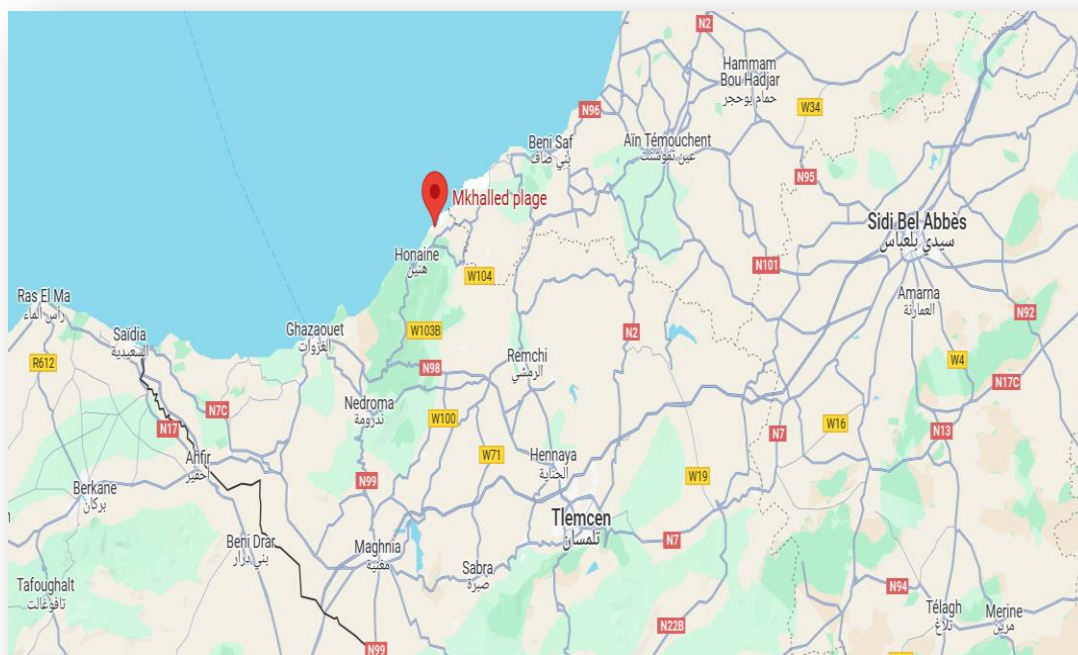 N2
Hammam
Bou Hadjar
حمام بوحجر
W34
N96
Beni Saf
بني صاف
Aïn Témouchent
عين تموشنت
N95
Mkhalled plage
Sidi Bel Abbès
سيدي بلعباس
Honaine
هنين
W104
N101
Amarna
العمارنة
Ras El Ma
رأس الماء
Saïdia
السعيدية
Ghazaouet
الغزوات
W103B
N2
N92
R612
Remchi
الرمشي
N98
W4
N17C
N7C
Nedroma
ندرومة
W100
N17
N7
W16
N13
Ahfir
أحفير
W71
Hennaya
الحناية
W19
N99
Berkane
بركان
Tlemcen
تلمسان
Beni Drar
بني درار
Maghnia
مغنية
N7
Sabra
صبرة
Tafoughalt
تافوغالت
N94
Télagh
تلاغ
Merine
مرين
N22B
N99